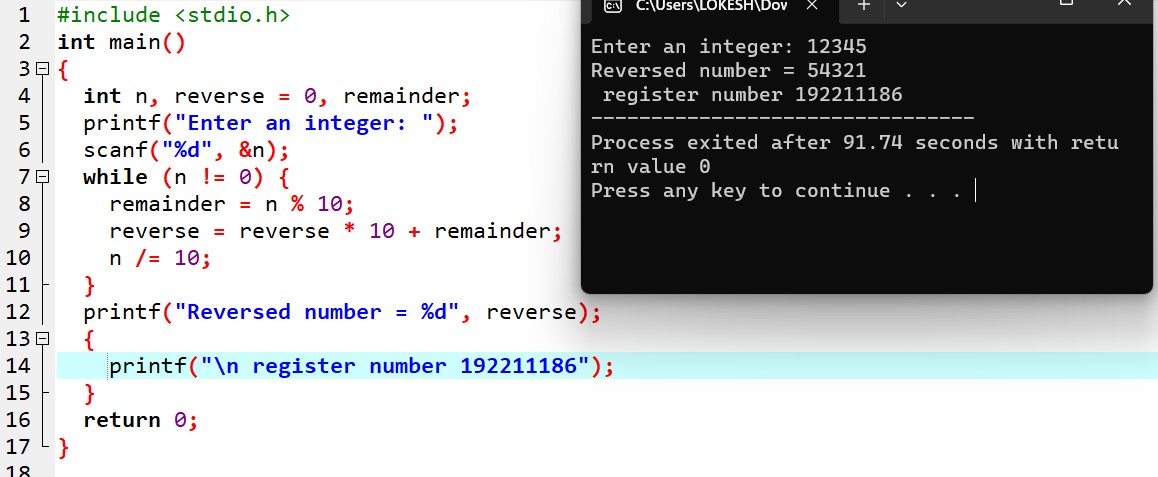 1 #include <stdio.h>
2 int main()
3 {
4 int n, reverse = 0, remainder;
5 printf("Enter an integer: ");
6 scanf("%d", &n);
7 while (n != 0) {
8 remainder = n % 10;
9 reverse = reverse * 10 + remainder;
10 n /= 10;
11 }
12 printf("Reversed number = %d", reverse);
13 {
14 printf("\n register number 192211186");
15 }
16 return 0;
17 }
18
C:\Users\LOKESH\Dov
Enter an integer: 12345
Reversed number = 54321
register number 192211186
--------------------------------
Process exited after 91.74 seconds with retu
rn value 0
Press any key to continue . . .